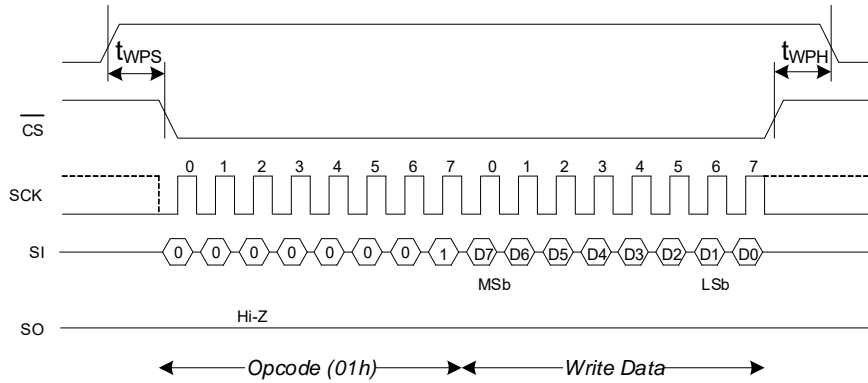 tWPS
tWPH
CS
0 1 2 3 4 5 6 7 0 1 2 3 4 5 6 7
SCK
SI 0 0 0 0 0 0 0 1 D7 D6 D5 D4 D3 D2 D1 D0
MSb LSb
Hi-Z
SO
Opcode (01h) Write Data